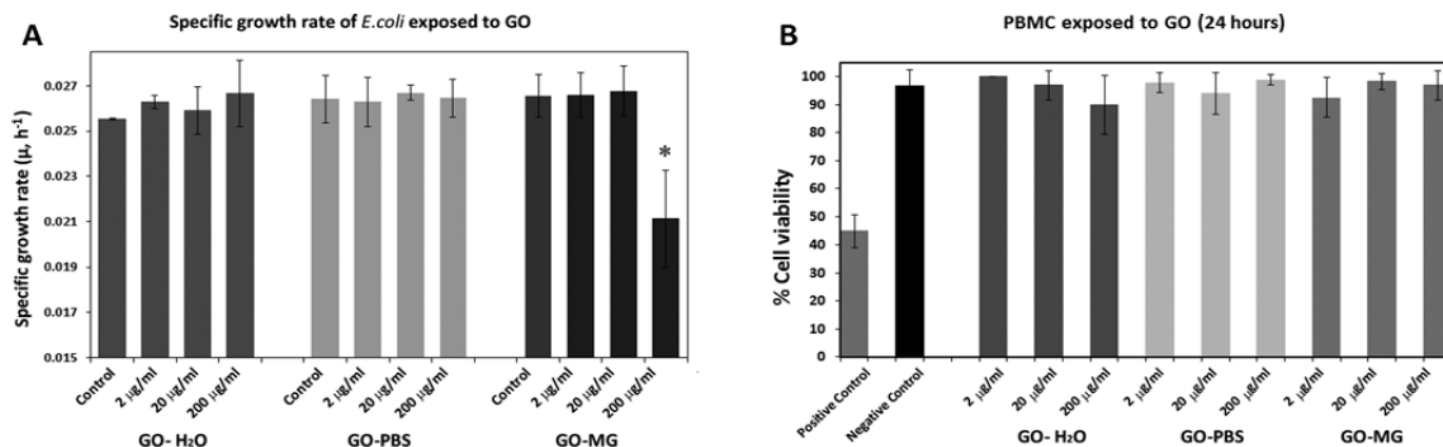 A
Specific growth rate of E.coli exposed to GO
Specific growth rate (μ, h-1)
0.027
0.025
0.023
0.021
0.019
0.017
0.015
*
Control
2 μg/ml
20 μg/ml
200 μg/ml
Control
2 μg/ml
20 μg/ml
200 μg/ml
Control
2 μg/ml
20 μg/ml
200 μg/ml
GO- H2O
GO-PBS
GO-MG
B
PBMC exposed to GO (24 hours)
% Cell viability
100
90
80
70
60
50
40
30
20
10
0
Positive Control
Negative Control
2 μg/ml
20 μg/ml
200 μg/ml
2 μg/ml
20 μg/ml
200 μg/ml
2 μg/ml
20 μg/ml
200 μg/ml
GO- H2O
GO-PBS
GO-MG